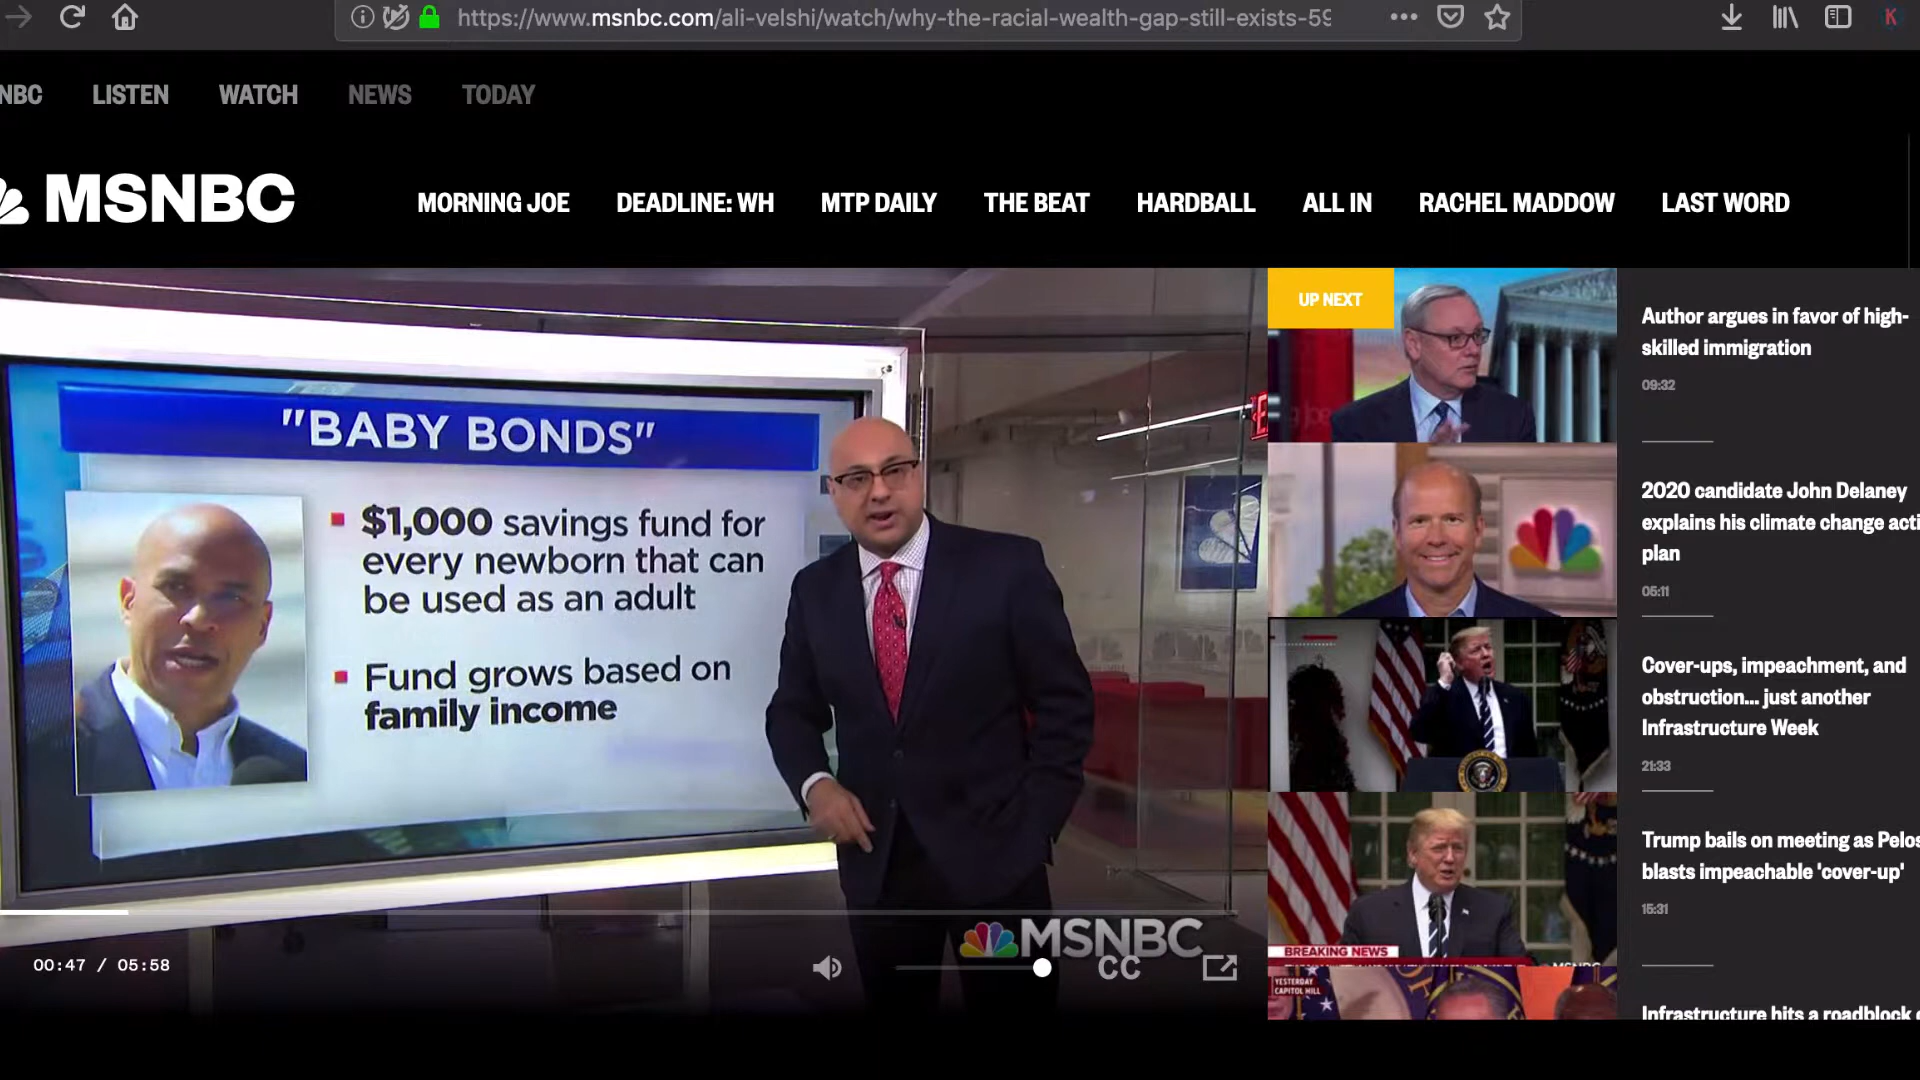 https://www.msnbc.com/ali-velshi/watch/why-the-racial-wealth-gap-still-exists-59
K
NBC
LISTEN
WATCH
NEWS
TODAY
MSNBC
MORNING JOE
DEADLINE: WH
MTP DAILY
THE BEAT
HARDBALL
ALL IN
RACHEL MADDOW
LAST WORD
"BABY BONDS"
$1,000 savings fund for
every newborn that can
be used as an adult
Fund grows based on
family income
MSNBC
00:47 / 05:58
CC
UP NEXT
Author argues in favor of high-
skilled immigration
09:32
2020 candidate John Delaney
explains his climate change acti
plan
05:11
Cover-ups, impeachment, and
obstruction... just another
Infrastructure Week
21:33
Trump bails on meeting as Pelos
blasts impeachable 'cover-up'
15:31
BREAKING NEWS
MSNBC
YESTERDAY
CAPITOL HILL
Infrastructure hits a roadblock